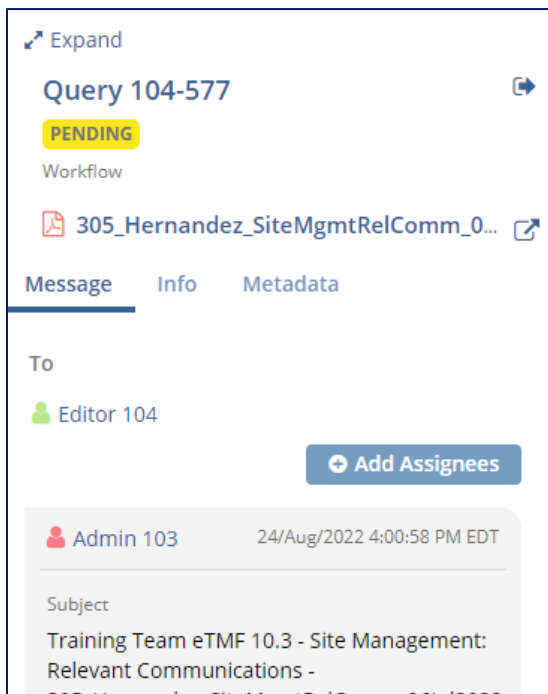 Expand
Query 104-577
PENDING
Workflow
305_Hernandez_SiteMgmtRelComm_0...
Message Info Metadata
To
Editor 104
Add Assignees
Admin 103 24/Aug/2022 4:00:58 PM EDT
Subject
Training Team eTMF 10.3 - Site Management:
Relevant Communications -